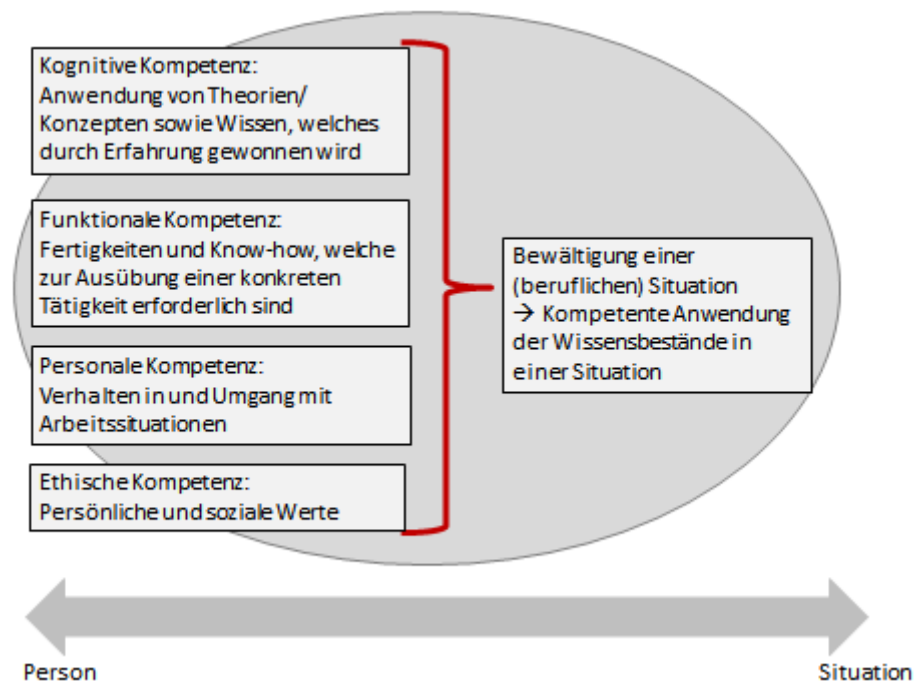 Kognitive Kompetenz:
Anwendung von Theorien/
Konzepten sowie Wissen, welches
durch Erfahrung gewonnen wird
Funktionale Kompetenz:
Fertigkeiten und Know-how, welche
zur Ausübung einer konkreten
Tätigkeit erforderlich sind
Personale Kompetenz:
Verhalten in und Umgang mit
Arbeitssituationen
Ethische Kompetenz:
Persönliche und soziale Werte
Bewältigung einer
(beruflichen) Situation
→ Kompetente Anwendung
der Wissensbestände in
einer Situation
Person
Situation